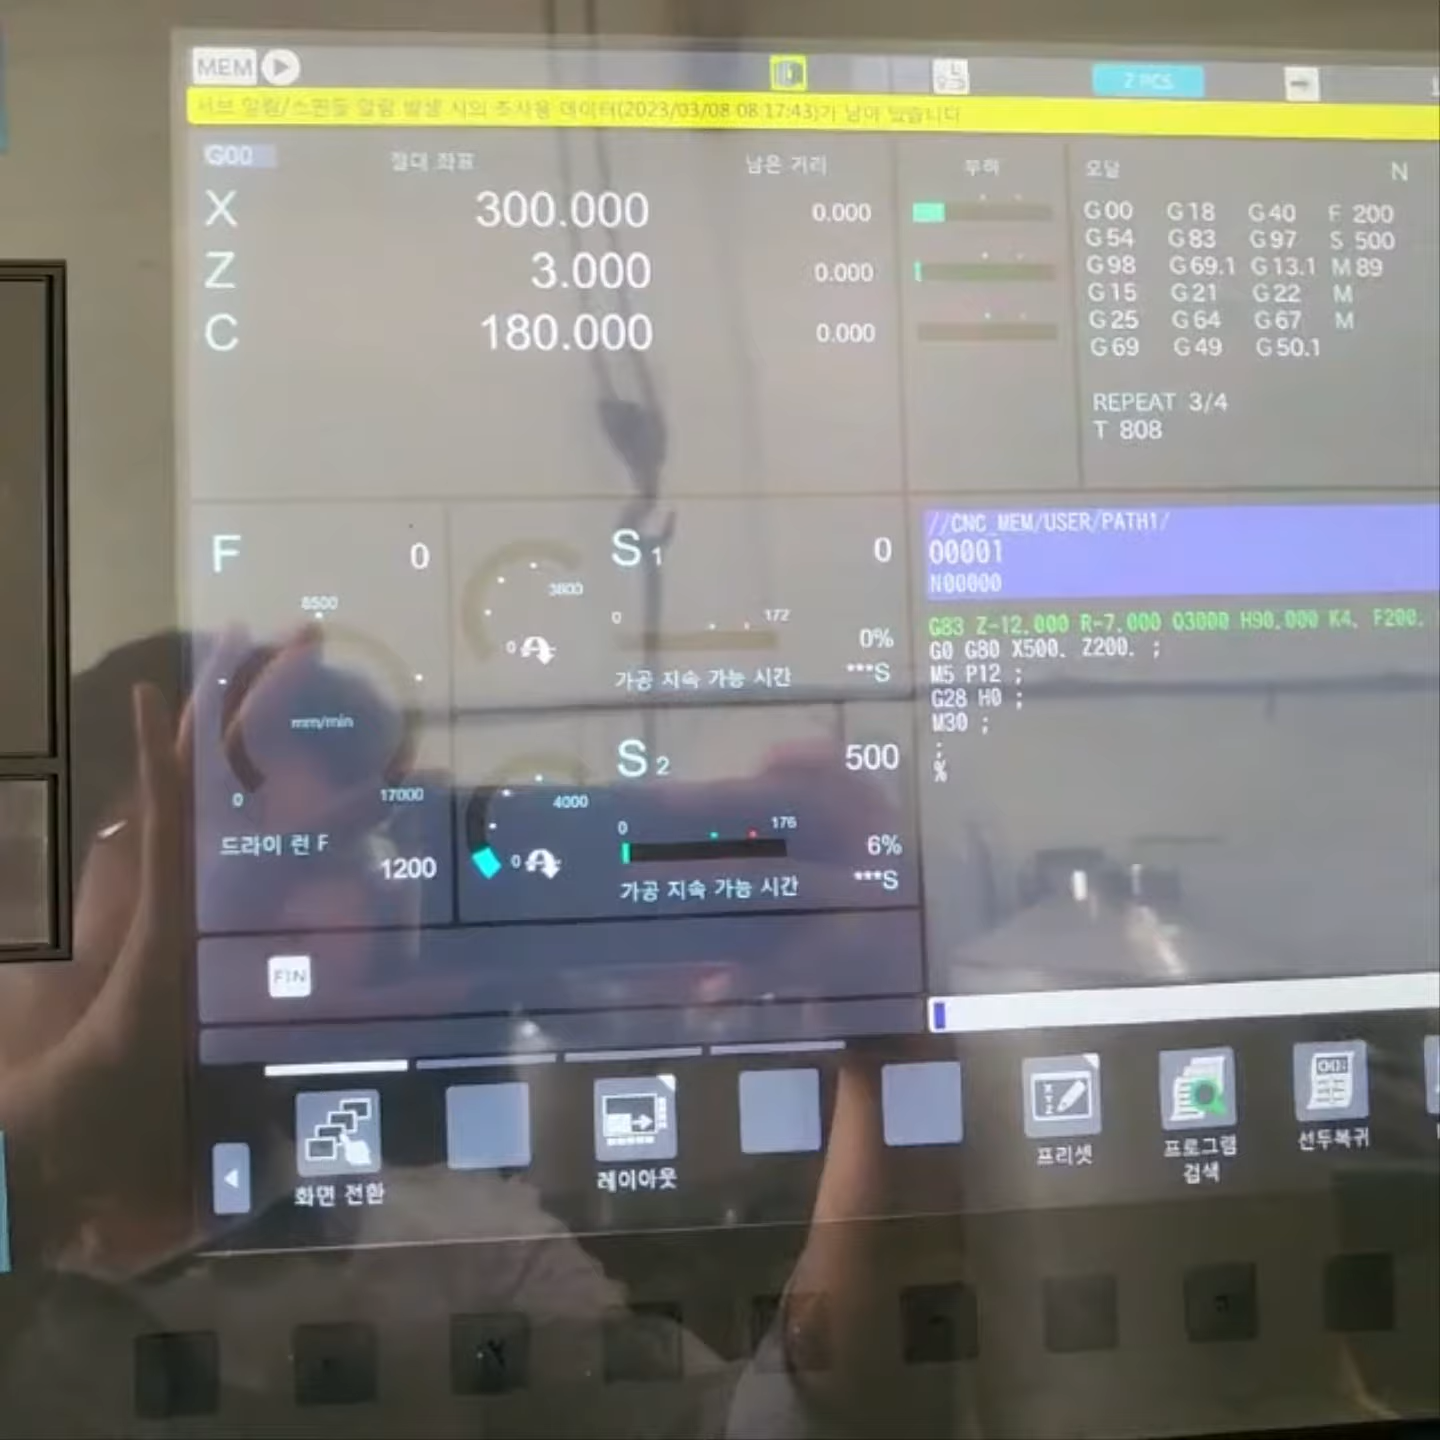 MEM
2 PCS
서브 알람/스핀들 알람 발생 시의 조사용 데이터(2023/03/08 08:17:43)가 남아 있습니다
G00 절대 좌표 남은 거리 부하
X 300.000 0.000
Z 3.000 0.000
C 180.000 0.000
모달 N
G00 G18 G40 F 200
G54 G83 G97 S 500
G98 G69.1 G13.1 M 89
G15 G21 G22 M
G25 G64 G67 M
G69 G49 G50.1
REPEAT 3/4
T 808
F 0
8500
mm/min
0 17000
드라이 런 F
1200
S 1 0
3600
0 172
0 0%
가공 지속 가능 시간 ***S
S 2 500
4000
0 176
0 6%
가공 지속 가능 시간 ***S
//CNC_MEM/USER/PATH1/
O0001
N00000
G83 Z-12.000 R-7.000 Q3000 H90.000 K4. F200.
G0 G80 X500. Z200. ;
M5 P12 ;
G28 H0 ;
M30 ;
;
%
FIN
화면 전환
레이아웃
프리셋
프로그램
검색
선두복귀